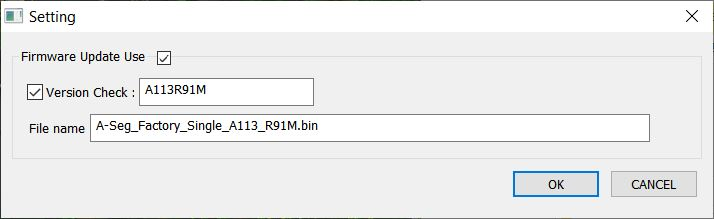 Setting
Firmware Update Use
Version Check : A113R91M
File name A-Seg_Factory_Single_A113_R91M.bin
OK CANCEL